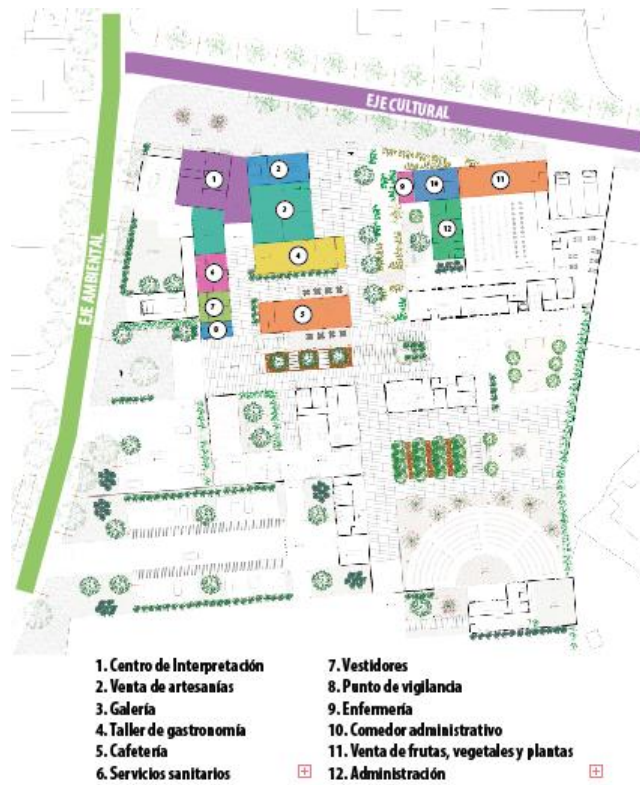 EJE CULTURAL
EJE AMBIENTAL
1
2
3
4
5
6
7
9
10
11
12
1. Centro de Interpretación
2. Venta de artesanías
3. Galería
4. Taller de gastronomía
5. Cafetería
6. Servicios sanitarios
7. Vestidores
8. Punto de vigilancia
9. Enfermería
10. Comedor administrativo
11. Venta de frutas, vegetales y plantas
12. Administración